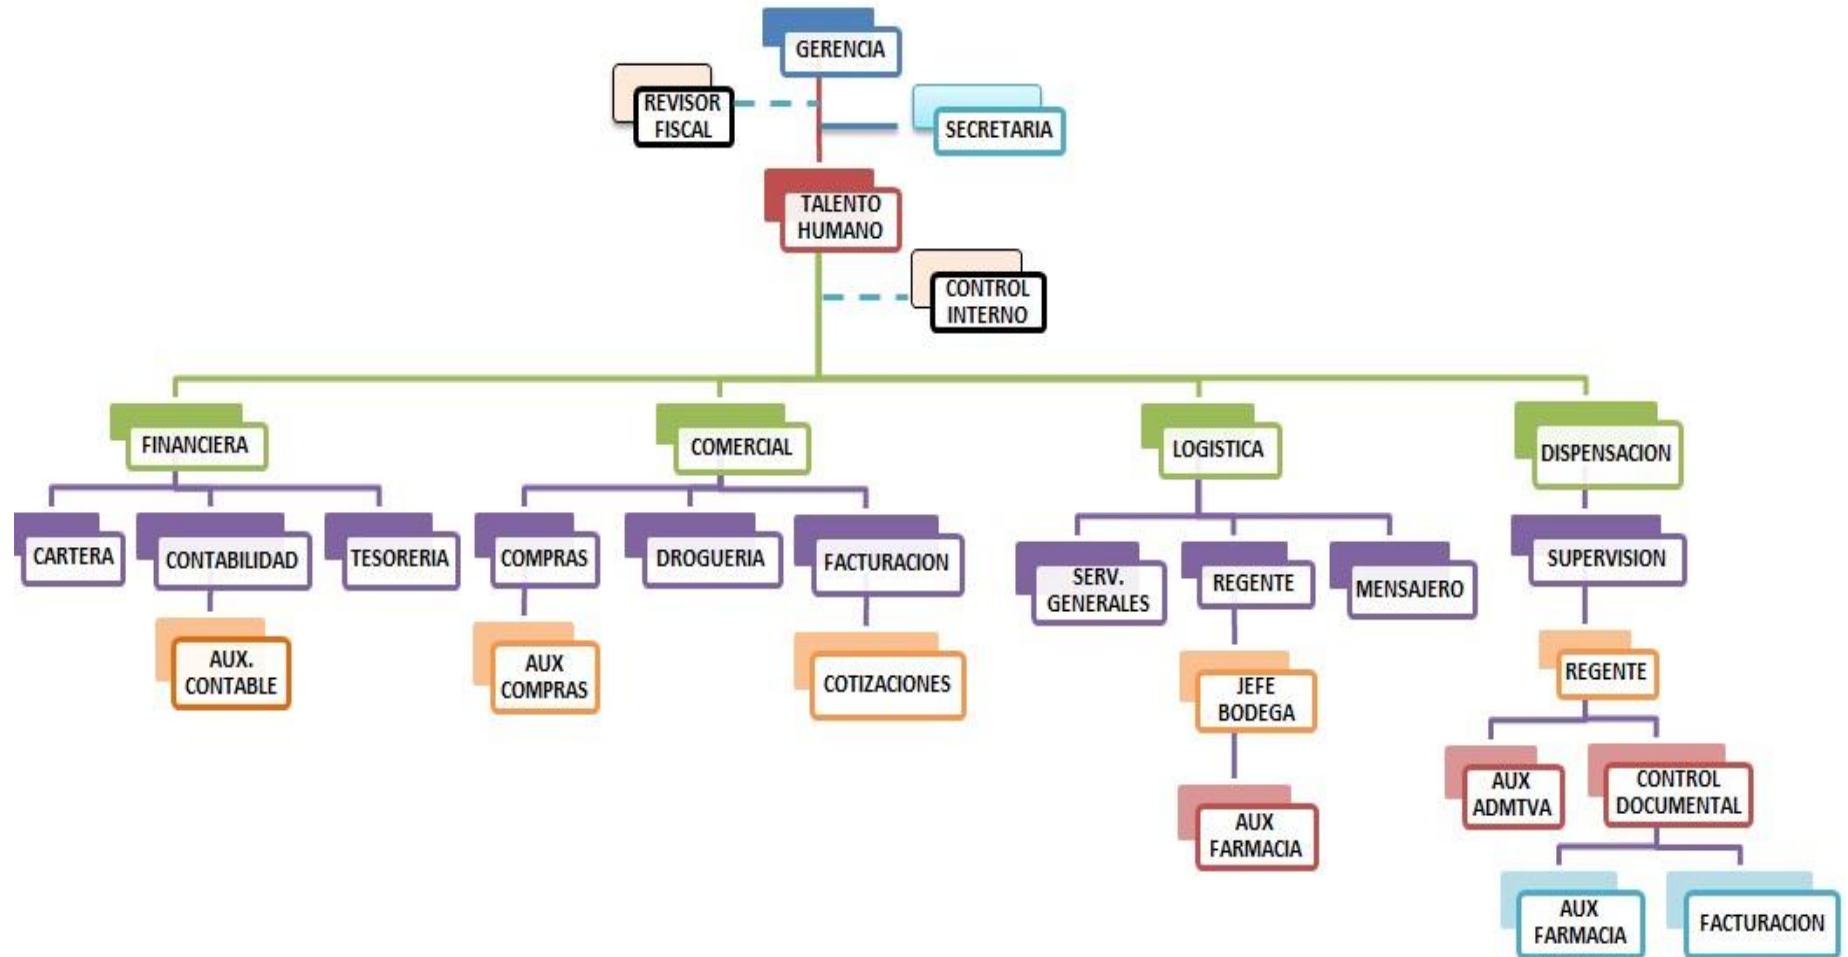 GERENCIA
REVISOR
FISCAL
SECRETARIA
TALENTO
HUMANO
CONTROL
INTERNO
FINANCIERA
COMERCIAL
LOGISTICA
DISPENSACION
CARTERA
CONTABILIDAD
TESORERIA
COMPRAS
DROGUERIA
FACTURACION
SERV.
GENERALES
REGENTE
MENSAJERO
SUPERVISION
AUX.
CONTABLE
AUX
COMPRAS
COTIZACIONES
JEFE
BODEGA
REGENTE
AUX
FARMACIA
AUX
ADMTVA
CONTROL
DOCUMENTAL
AUX
FARMACIA
FACTURACION